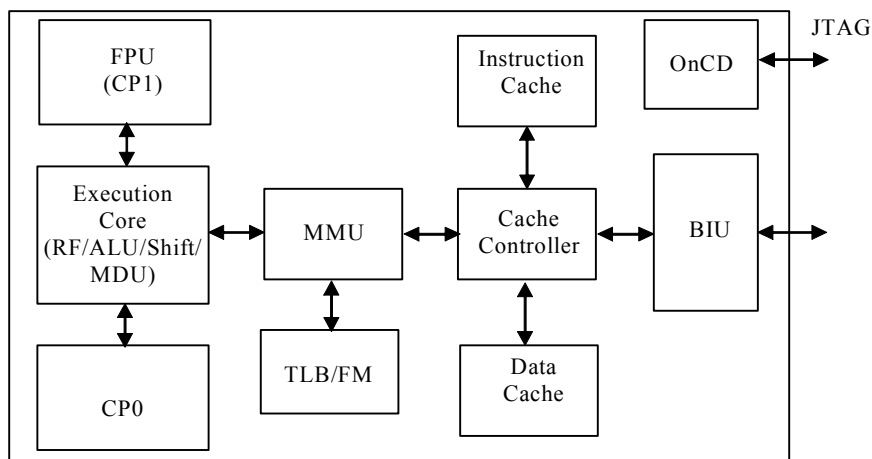 FPU
(CP1)
Instruction
Cache
OnCD
JTAG
Execution
Core
(RF/ALU/Shift/
MDU)
MMU
Cache
Controller
BIU
CP0
TLB/FM
Data
Cache